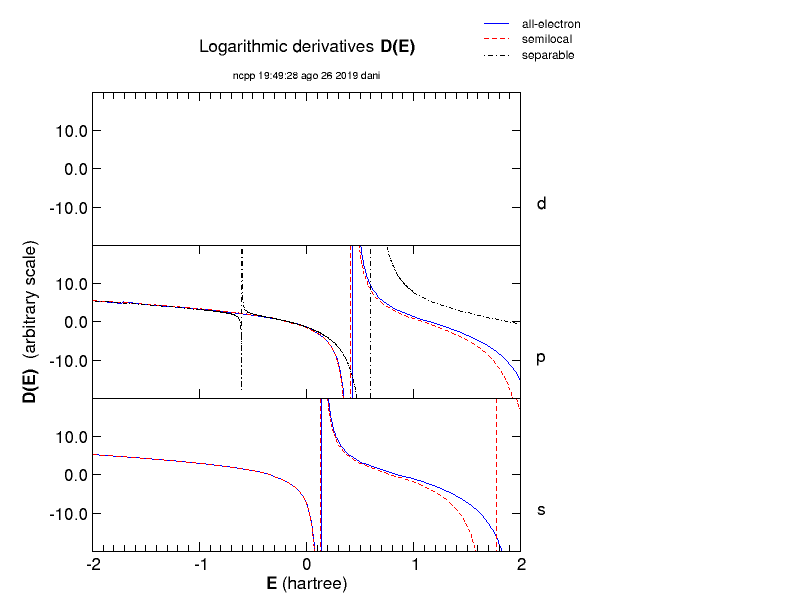 all-electron
semilocal
separable
Logarithmic derivatives D(E)
ncpp 19:49:28 ago 26 2019 dani
10.0
0.0
-10.0
d
10.0
0.0
-10.0
p
10.0
0.0
-10.0
s
D(E) (arbitrary scale)
-2 -1 0 1 2
E (hartree)